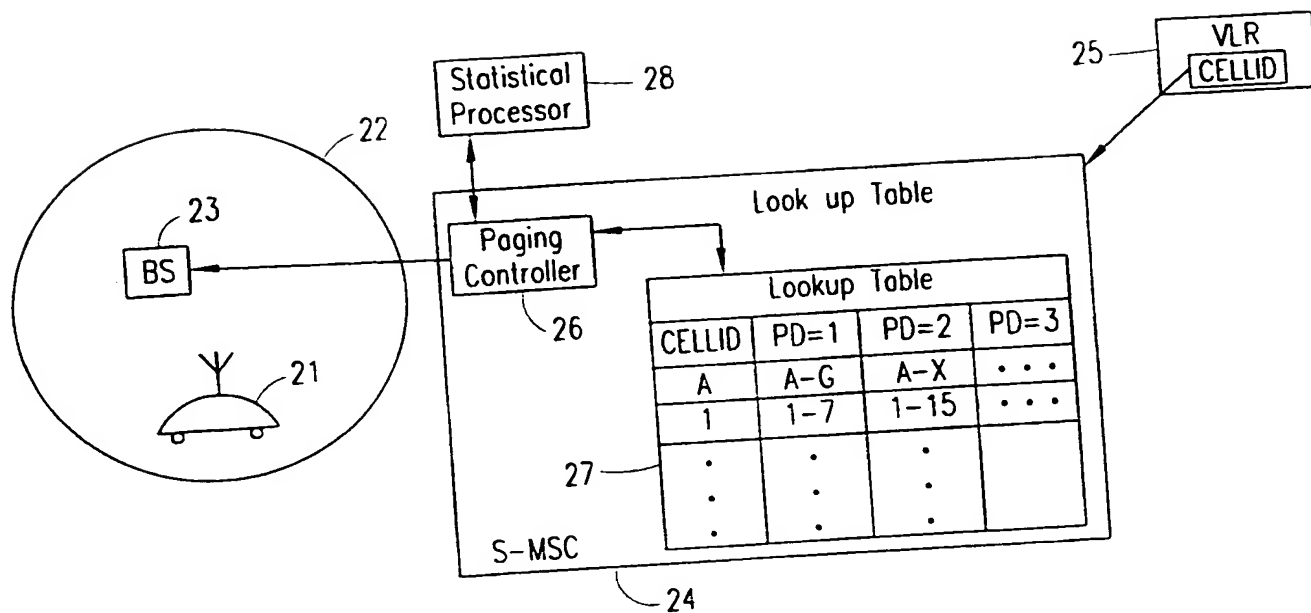 VLR
25
CELLID
Statistical
Processor
28
22
Look up Table
23
BS
Paging
Controller
26
Lookup Table
CELLID PD=1 PD=2 PD=3
A A-G A-X • • •
1 1-7 1-15 • • •
21
27
S-MSC
24